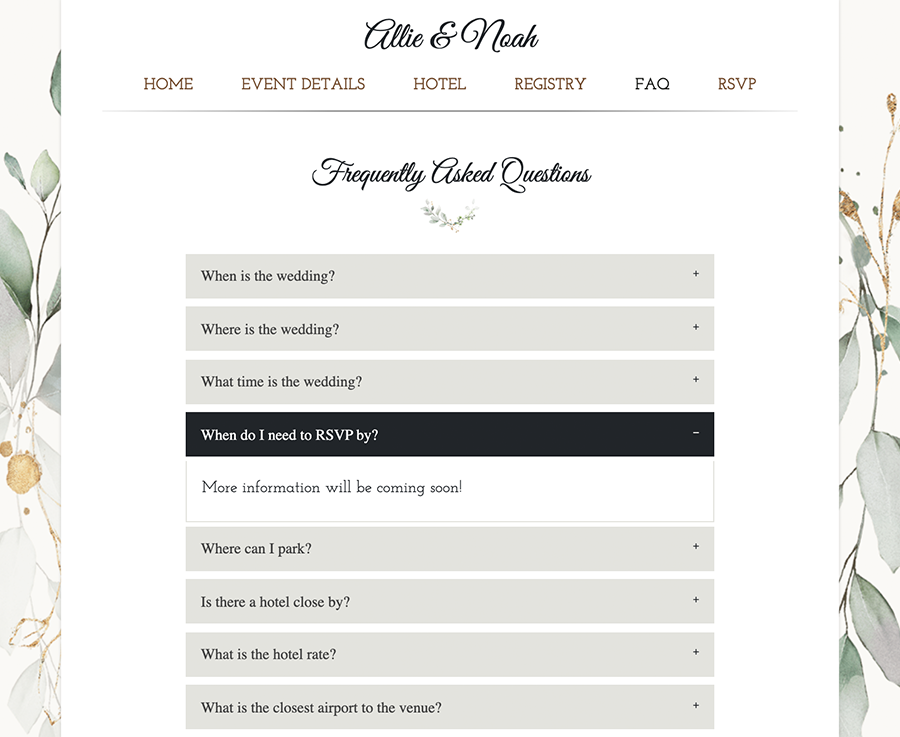 Allie & Noah
HOME EVENT DETAILS HOTEL REGISTRY FAQ RSVP
Frequently Asked Questions
When is the wedding? +
Where is the wedding? +
What time is the wedding? +
When do I need to RSVP by? −
More information will be coming soon!
Where can I park? +
Is there a hotel close by? +
What is the hotel rate? +
What is the closest airport to the venue? +